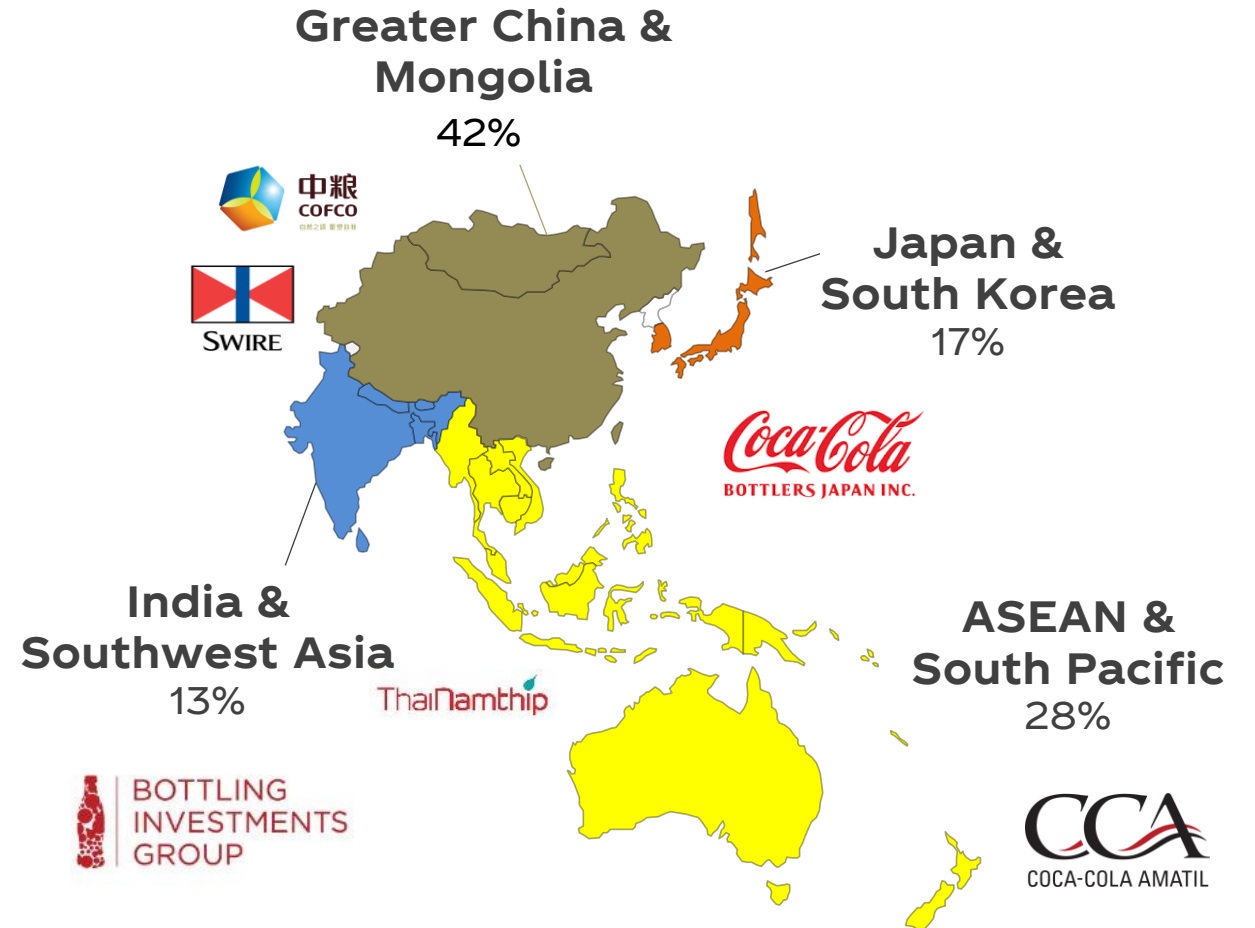 Greater China &
Mongolia
42%
中粮
COFCO
SWIRE
Japan &
South Korea
17%
Coca-Cola
BOTTLERS JAPAN INC.
India &
Southwest Asia
13%
ThaiNamthip
ASEAN &
South Pacific
28%
BOTTLING
INVESTMENTS
GROUP
CCA
COCA-COLA AMATIL